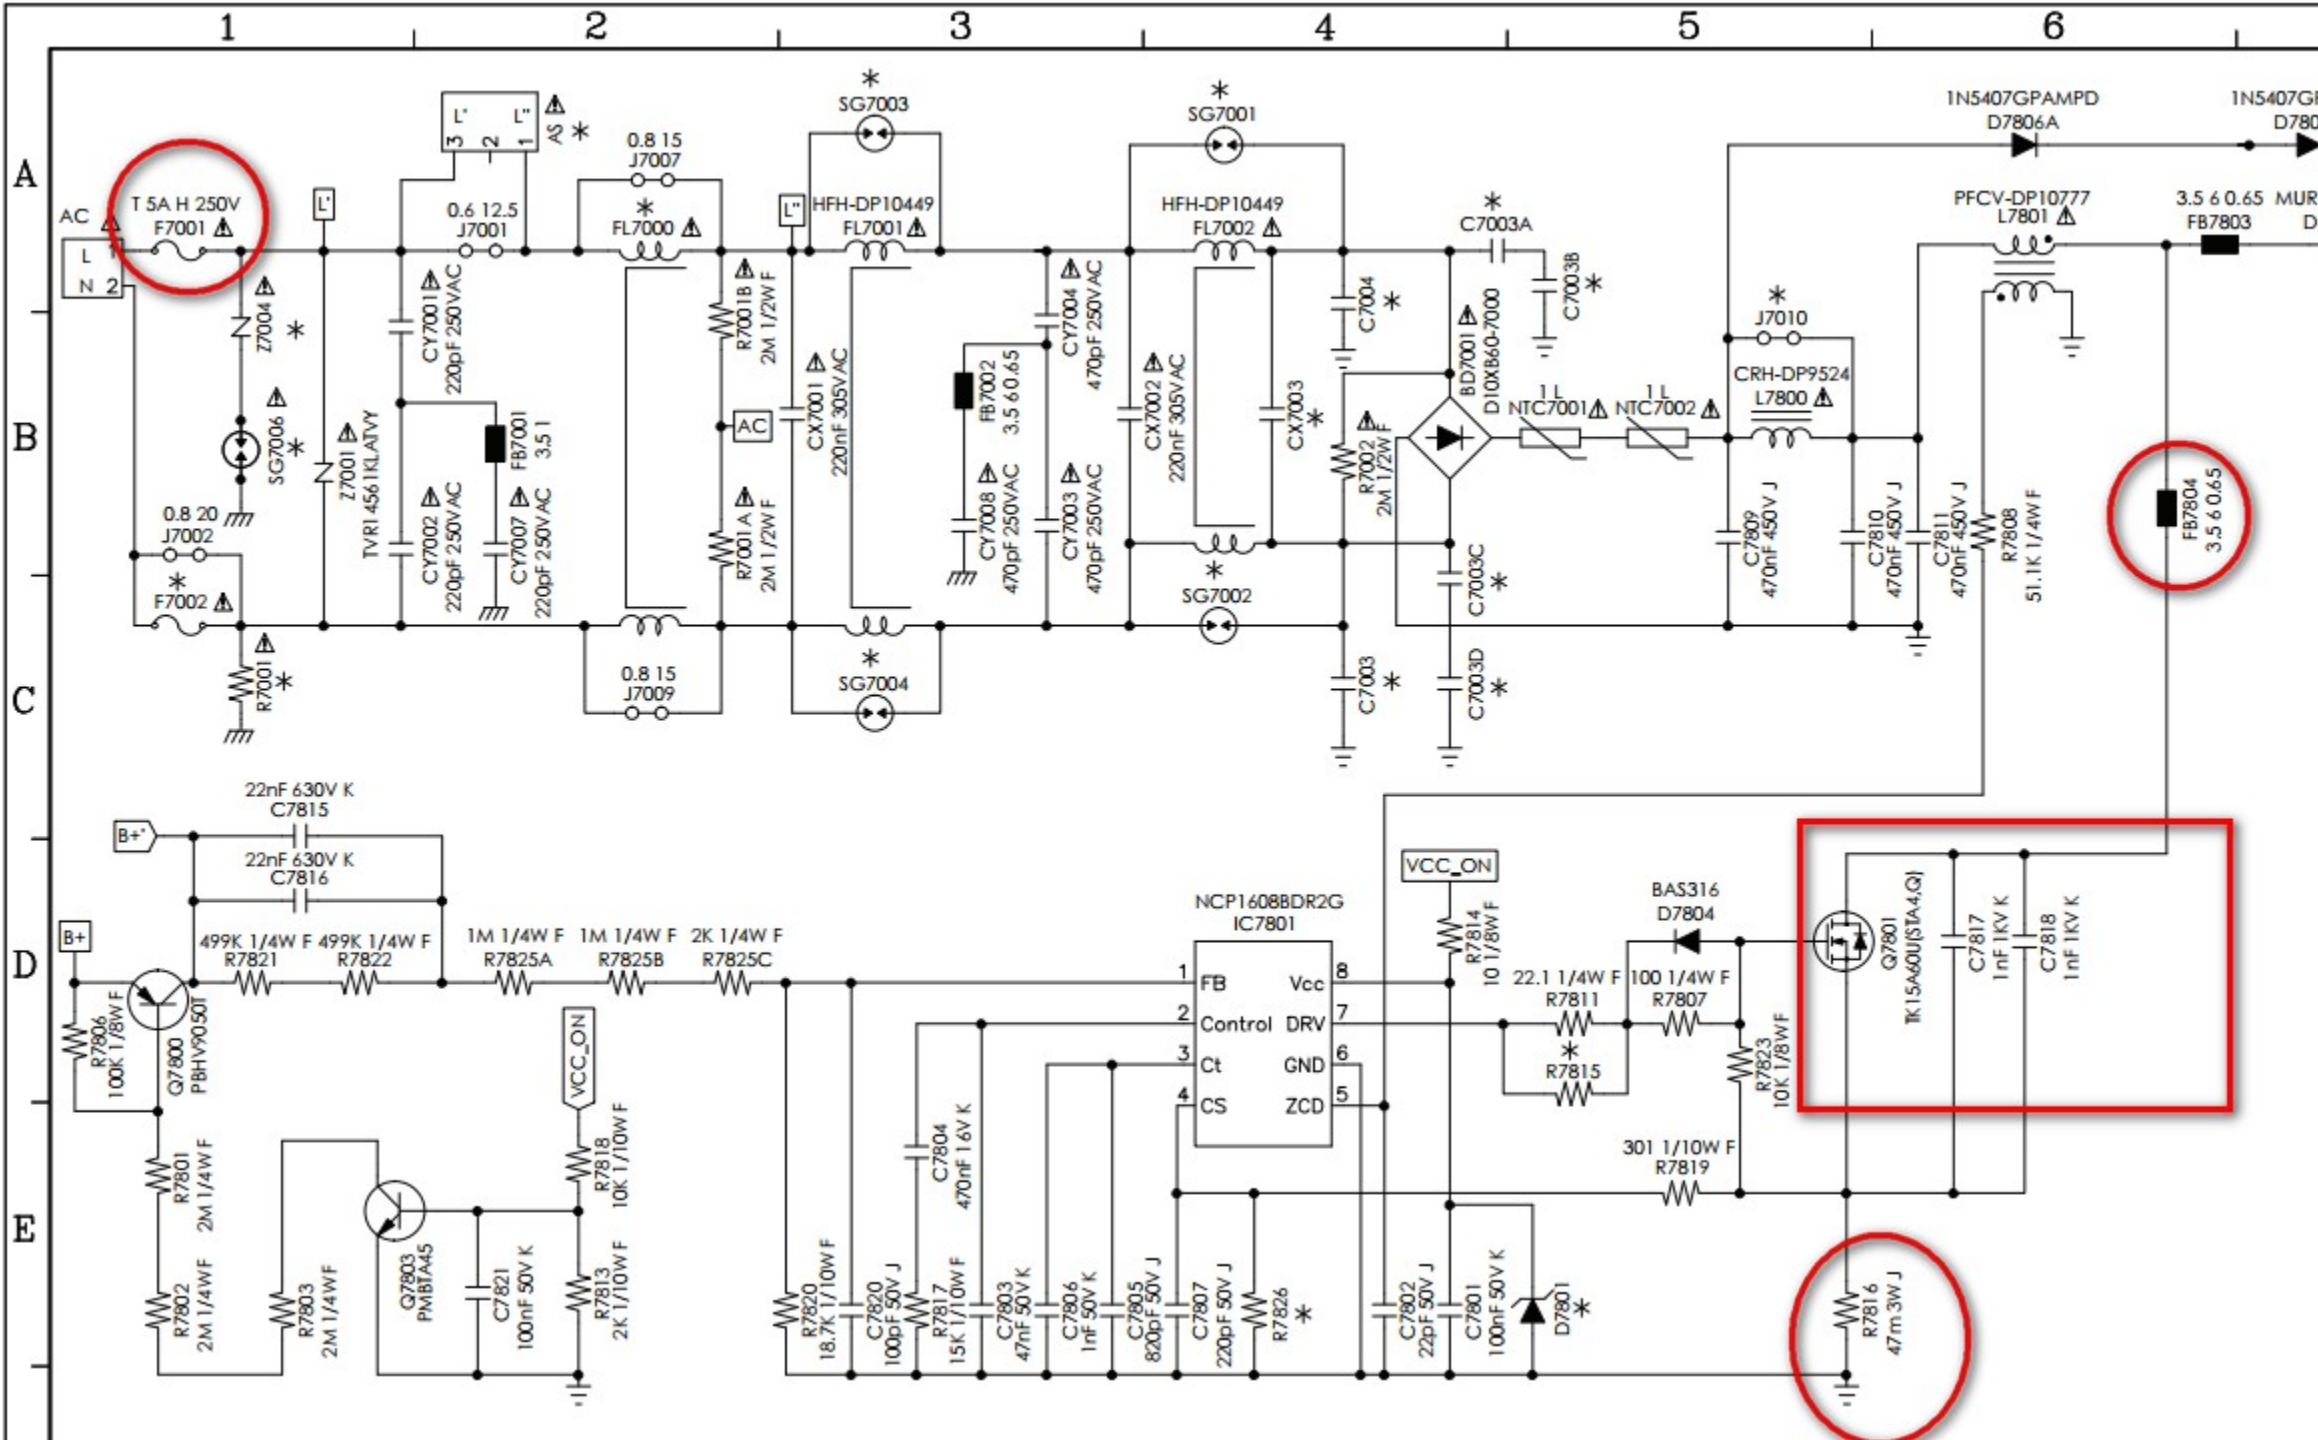 1 2 3 4 5 6
A
B
C
D
E
AC
L 1
N 2
T 5A H 250V
F7001
Z7004
*
SG7006
*
0.8 20
J7002
*
F7002
R7001
*
L'
Z7001
TVR14561KLATVY
L' L"
3 2 1
AS
*
0.6 12.5
J7001
CY7001
220pF 250VAC
CY7002
220pF 250VAC
FB7001
3.5 1
CY7007
220pF 250VAC
0.8 15
J7007
*
FL7000
R7001B
2M 1/2W F
AC
R7001A
2M 1/2W F
0.8 15
J7009
L"
*
SG7003
HFH-DP10449
FL7001
CX7001
220nF 305VAC
*
SG7004
FB7002
3.5 6 0.65
CY7004
470pF 250VAC
CY7008
470pF 250VAC
CY7003
470pF 250VAC
*
SG7001
HFH-DP10449
FL7002
CX7002
220nF 305VAC
CX7003
*
*
SG7002
C7004
*
R7002
2M 1/2W F
C7003
*
*
C7003A
C7003B
*
BD7001
D10XB60-7000
C7003C
*
C7003D
*
1 L
NTC7001
1 L
NTC7002
*
J7010
CRH-DP9524
L7800
C7809
470nF 450V J
C7810
470nF 450V J
C7811
470nF 450V J
R7808
51.1K 1/4W F
1N5407GPAMPD
D7806A
1N5407GP
D780
PFCV-DP10777
L7801
3.5 6 0.65
FB7803
MUR
D
FB7804
3.5 6 0.65
22nF 630V K
C7815
B+'
22nF 630V K
C7816
B+
499K 1/4W F
R7821
499K 1/4W F
R7822
1M 1/4W F
R7825A
1M 1/4W F
R7825B
2K 1/4W F
R7825C
R7806
100K 1/8W F
Q7800
PBHV9050T
R7801
2M 1/4W F
R7802
2M 1/4WF
R7803
2M 1/4WF
Q7803
PMBTA45
C7821
100nF 50V K
VCC_ON
R7818
10K 1/10W F
R7813
2K 1/10W F
NCP1608BDR2G
IC7801
1 FB Vcc 8
2 Control DRV 7
3 Ct GND 6
4 CS ZCD 5
R7820
18.7K 1/10W F
C7820
100pF 50V J
C7804
470nF 16V K
R7817
15K 1/10W F
C7803
47nF 50V K
C7806
1nF 50V K
C7805
820pF 50V J
C7807
220pF 50V J
R7826
*
C7802
22pF 50V J
C7801
100nF 50V K
D7801
*
VCC_ON
R7814
10 1/8W F
BAS316
D7804
22.1 1/4W F
R7811
100 1/4W F
R7807
*
R7815
R7823
10K 1/8WF
301 1/10W F
R7819
Q7801
TK15A60U(STA4,Q)
C7817
1nF 1KV K
C7818
1nF 1KV K
R7816
47m 3W J